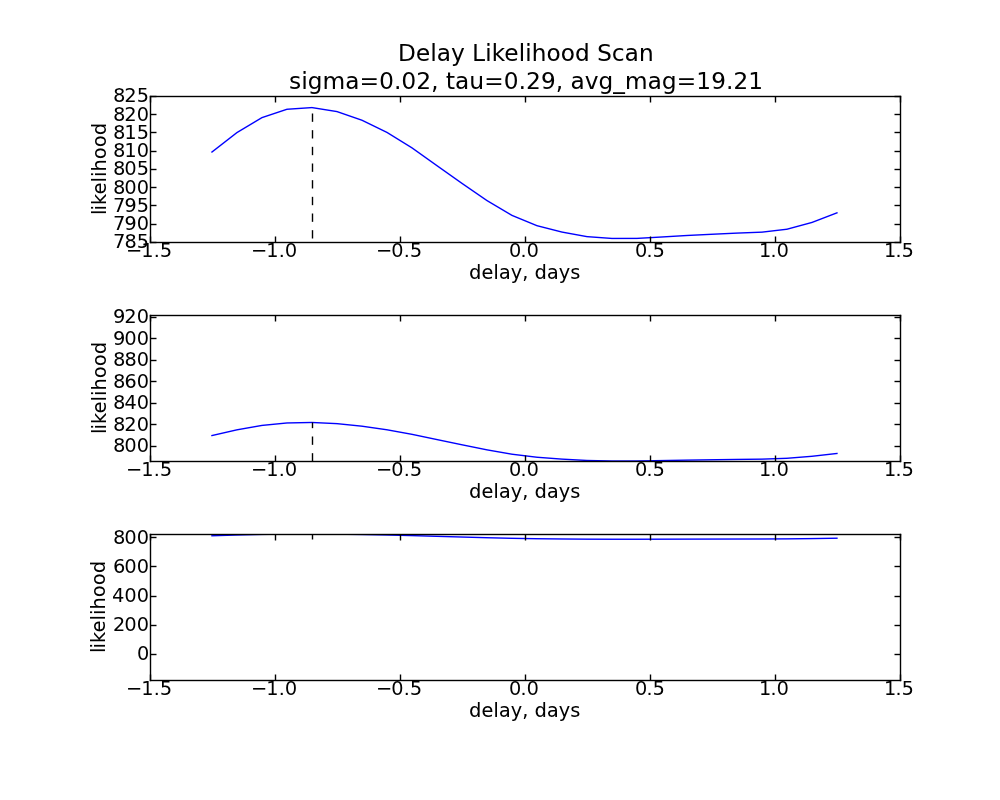 Delay Likelihood Scan
sigma=0.02, tau=0.29, avg_mag=19.21
825
820
815
810
805
800
795
790
785
likelihood
−1.5 −1.0 −0.5 0.0 0.5 1.0 1.5
delay, days
920
900
880
860
840
820
800
likelihood
−1.5 −1.0 −0.5 0.0 0.5 1.0 1.5
delay, days
800
600
400
200
0
likelihood
−1.5 −1.0 −0.5 0.0 0.5 1.0 1.5
delay, days